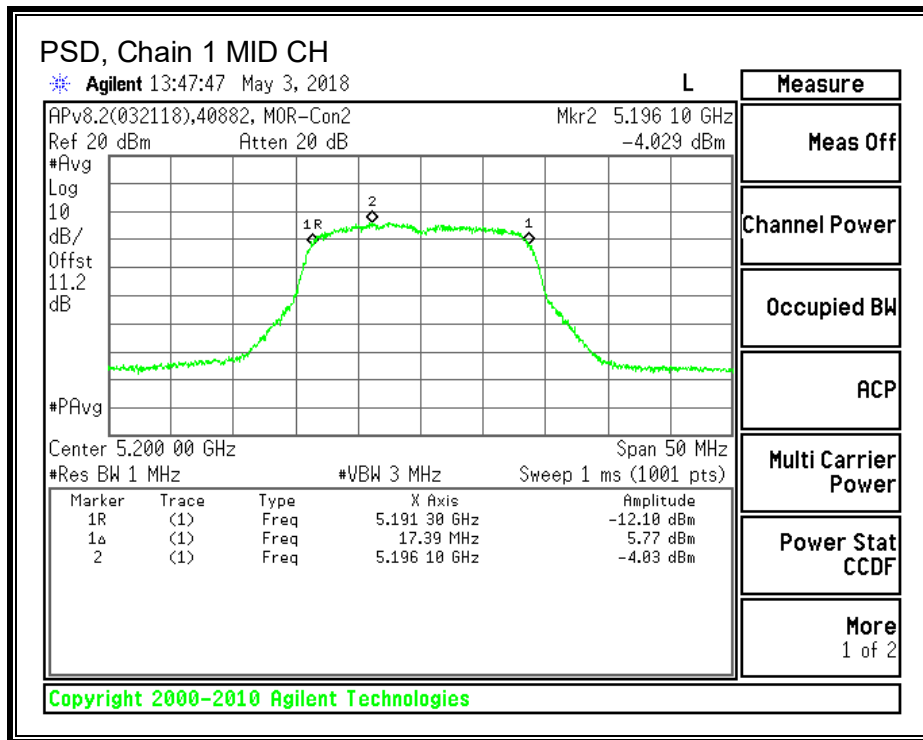 PSD, Chain 1 MID CH
Agilent 13:47:47 May 3, 2018 L
Measure
APv8.2(032118),40882, MOR-Con2 Mkr2 5.196 10 GHz
Ref 20 dBm Atten 20 dB -4.029 dBm
Meas Off
#Avg
Log
10
dB/
Offst
11.2
dB
2
1R
1
Channel Power
Occupied BW
ACP
#PAvg
Center 5.200 00 GHz Span 50 MHz
#Res BW 1 MHz #VBW 3 MHz Sweep 1 ms (1001 pts)
Multi Carrier
Power
Marker Trace Type X Axis Amplitude
1R (1) Freq 5.191 30 GHz -12.10 dBm
1Δ (1) Freq 17.39 MHz 5.77 dBm
2 (1) Freq 5.196 10 GHz -4.03 dBm
Power Stat
CCDF
More
1 of 2
Copyright 2000-2010 Agilent Technologies